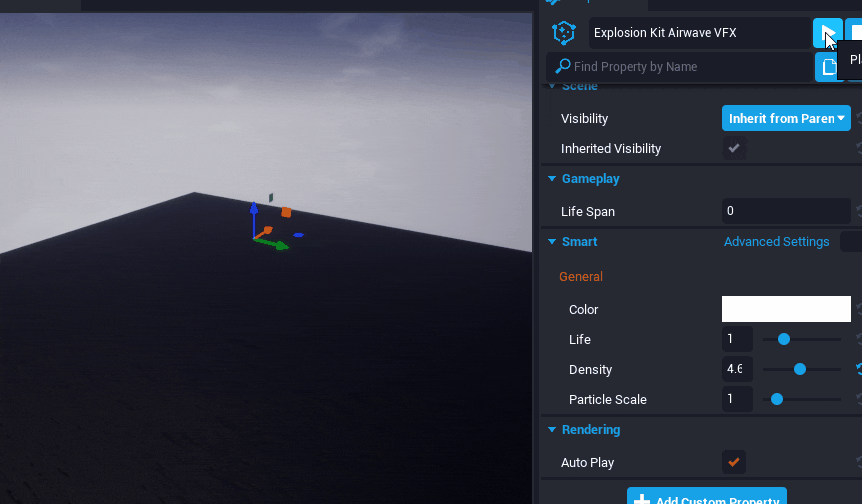 Explosion Kit Airwave VFX
Find Property by Name
Scene
Visibility
Inherit from Paren
Inherited Visibility
Gameplay
Life Span
0
Smart
Advanced Settings
General
Color
Life
1
Density
4.6
Particle Scale
1
Rendering
Auto Play
Add Custom Property